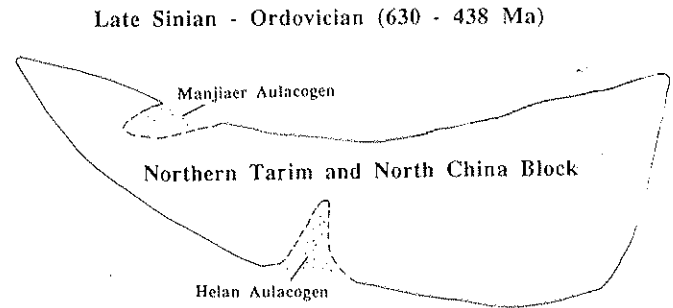 Late Sinian - Ordovician (630 - 438 Ma)
Manjiaer Aulacogen
Northern Tarim and North China Block
Helan Aulacogen